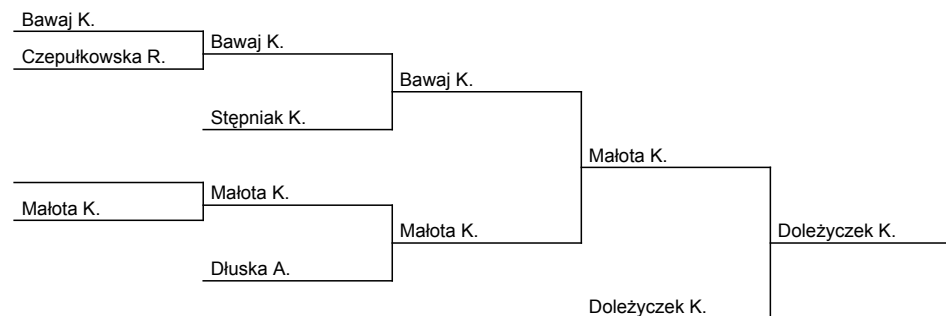 Bawaj K.
Czepułkowska R.
Bawaj K.
Bawaj K.
Stępniak K.
Małota K.
Małota K.
Małota K.
Małota K.
Doleżyczek K.
Dłuska A.
Doleżyczek K.